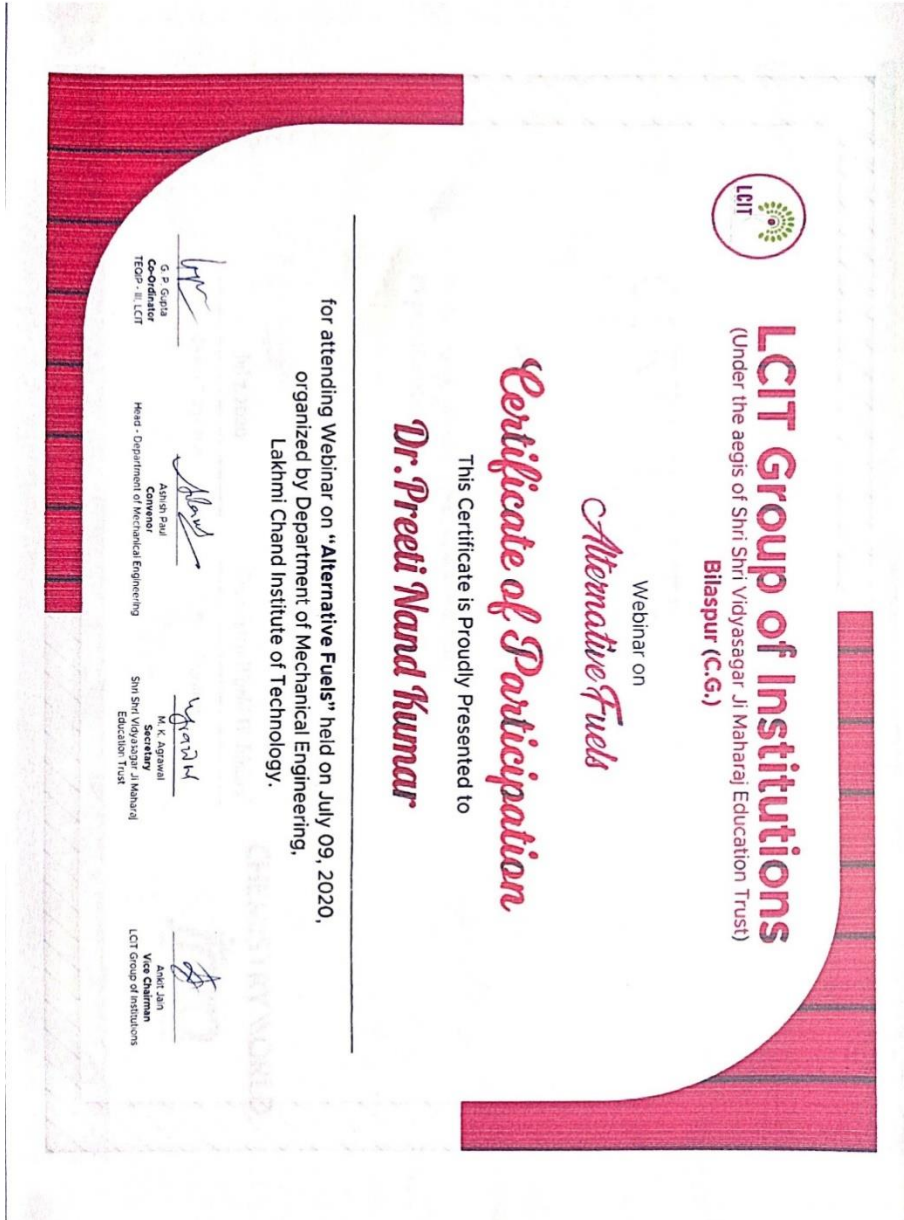 LCIT
LCIT Group of Institutions
(Under the aegis of Shri Shri Vidyasagar Ji Maharaj Education Trust)
Bilaspur (C.G.)
Webinar on
Alternative Fuels
Certificate of Participation
This Certificate is Proudly Presented to
Dr. Preeti Nand Kumar
for attending Webinar on "Alternative Fuels" held on July 09, 2020,
organized by Department of Mechanical Engineering,
Lakhmi Chand Institute of Technology.
G. P. Gupta
Co-Ordinator
TEQIP - III, LCIT
Ashish Paul
Convenor
Head - Department of Mechanical Engineering
M. K. Agrawal
Secretary
Shri Shri Vidyasagar Ji Maharaj
Education Trust
Ankit Jain
Vice Chairman
LCIT Group of Institutions